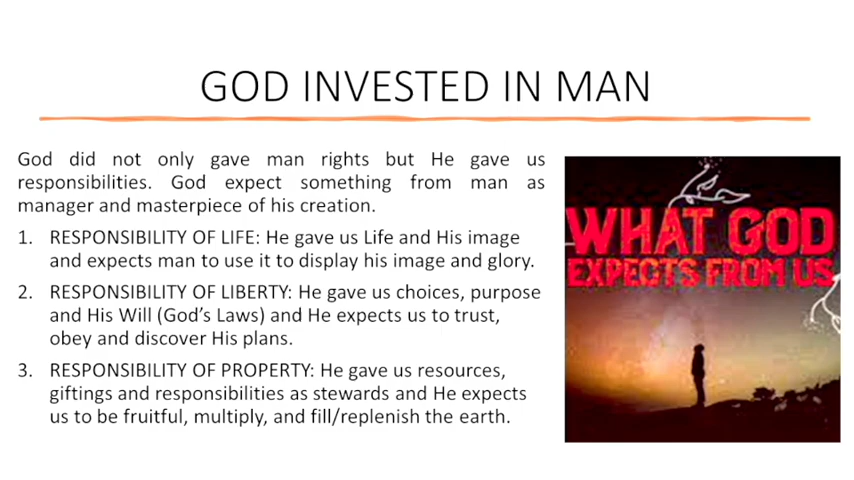 GOD INVESTED IN MAN
God did not only gave man rights but He gave us
responsibilities. God expect something from man as
manager and masterpiece of his creation.
1. RESPONSIBILITY OF LIFE: He gave us Life and His image
and expects man to use it to display his image and glory.
2. RESPONSIBILITY OF LIBERTY: He gave us choices, purpose
and His Will (God's Laws) and He expects us to trust,
obey and discover His plans.
3. RESPONSIBILITY OF PROPERTY: He gave us resources,
giftings and responsibilities as stewards and He expects
us to be fruitful, multiply, and fill/replenish the earth.
WHAT GOD
EXPECTS FROM US